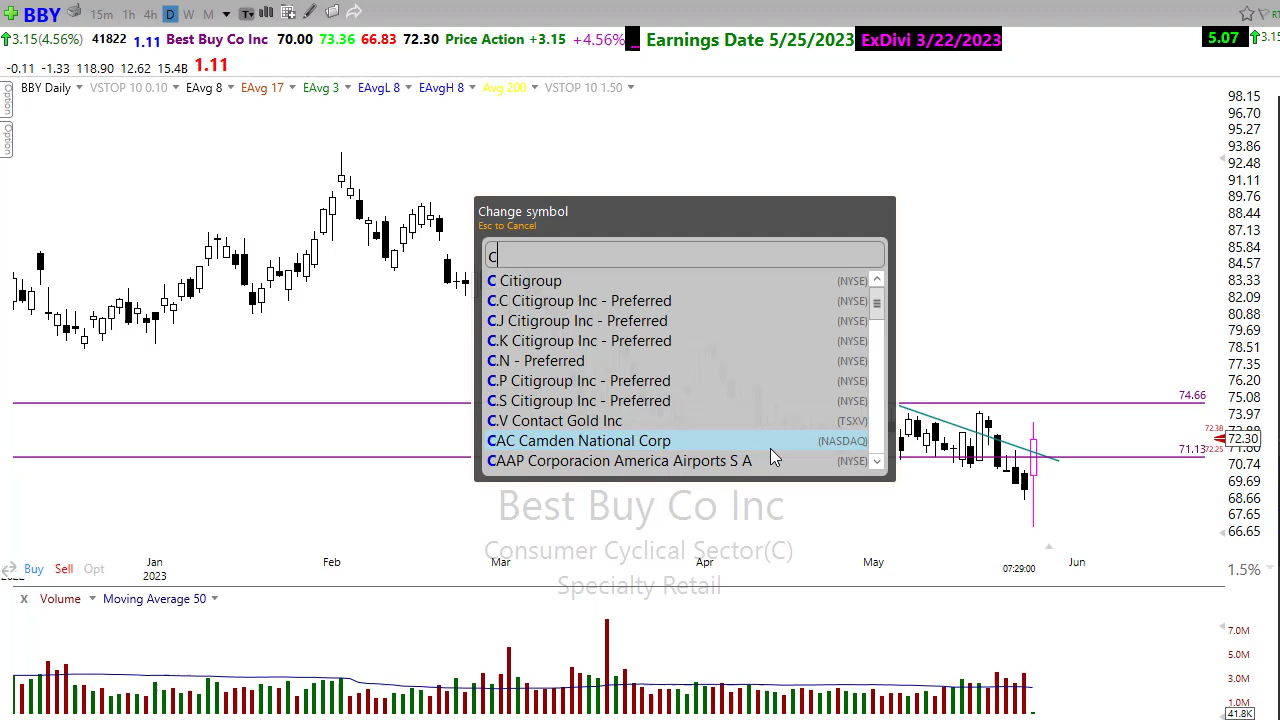 BBY 15m 1h 4h D W M
3.15(4.56%) 41822 1.11 Best Buy Co Inc 70.00 73.36 66.83 72.30 Price Action +3.15 +4.56% ... Earnings Date 5/25/2023 ExDivi 3/22/2023 5.07 3.15
-0.11 -1.33 118.90 12.62 15.4B 1.11
BBY Daily VSTOP 10 0.10 EAvg 8 EAvg 17 EAvg 3 EAvgL 8 EAvgH 8 Avg 200 VSTOP 10 1.50
Option
Option
98.15
96.70
95.27
93.86
92.48
91.11
89.76
88.44
87.13
85.84
84.57
83.33
82.09
80.88
79.69
78.51
77.35
76.20
75.08
73.97
72.30
70.74
69.69
68.66
67.65
66.65
74.66
71.13
72.38
72.25
Change symbol
Esc to Cancel
C
C Citigroup (NYSE)
C.C Citigroup Inc - Preferred (NYSE)
C.J Citigroup Inc - Preferred (NYSE)
C.K Citigroup Inc - Preferred (NYSE)
C.N - Preferred (NYSE)
C.P Citigroup Inc - Preferred (NYSE)
C.S Citigroup Inc - Preferred (NYSE)
C.V Contact Gold Inc (TSXV)
CAC Camden National Corp (NASDAQ)
CAAP Corporacion America Airports S A (NYSE)
Best Buy Co Inc
Consumer Cyclical Sector(C)
Specialty Retail
Jan Feb Mar Apr May Jun
2023
07:29:00
Buy Sell Opt
1.5%
X Volume Moving Average 50
7.0M
5.0M
3.0M
1.0M
41.8K